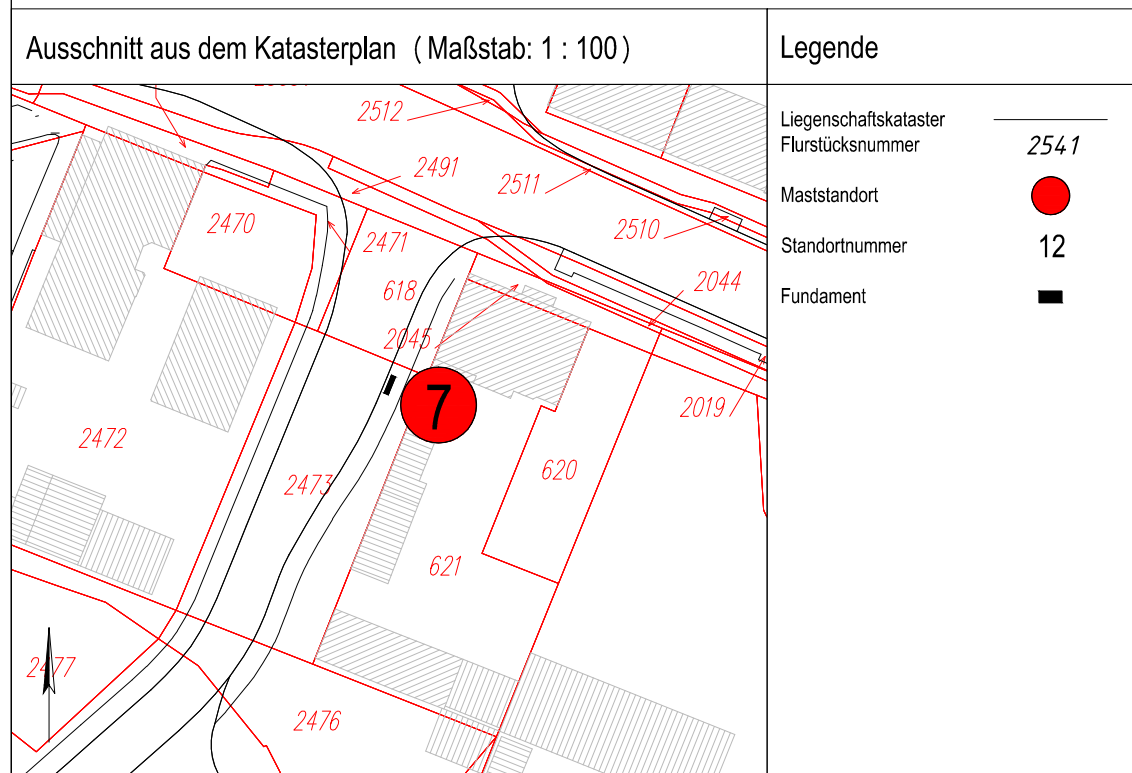 Ausschnitt aus dem Katasterplan (Maßstab: 1 : 100)
Legende
Liegenschaftskataster
Flurstücksnummer
2541
Maststandort
Standortnummer
12
Fundament
2512
2491
2511
2470
2471
2510
618
2044
2045
7
2019
2472
620
2473
621
2477
2476